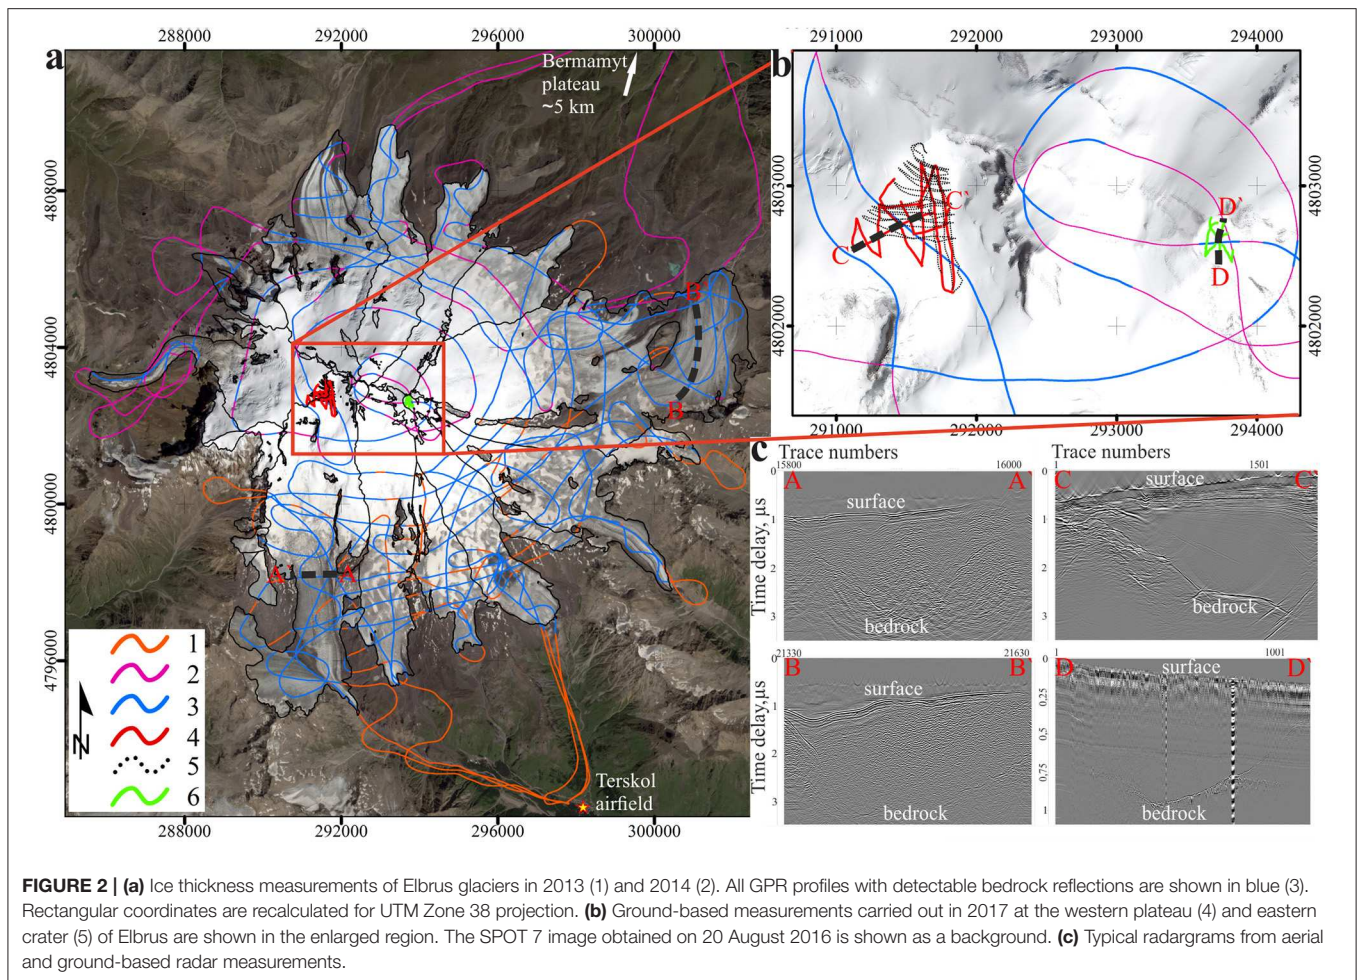 a
288000 292000 296000 300000
Bermamyt
plateau
~5 km
4808000
4804000
4800000
4796000
B`
B
A`
A
N
1
2
3
4
5
6
Terskol
airfield
288000 292000 296000 300000
b
291000 292000 293000 294000
4803000 4803000
4802000 4802000
C
C`
D`
D
291000 292000 293000 294000
c
Trace numbers
15800 16000
A A`
Time delay, µs
0
1
2
3
surface
bedrock
Trace numbers
1 1501
C C`
0
1
2
3
surface
bedrock
21330 21630
B B`
Time delay,µs
0
1
2
3
surface
bedrock
1 1001
D D`
0
0,25
0,5
0,75
1
surface
bedrock
FIGURE 2 | (a) Ice thickness measurements of Elbrus glaciers in 2013 (1) and 2014 (2). All GPR profiles with detectable bedrock reflections are shown in blue (3).
Rectangular coordinates are recalculated for UTM Zone 38 projection. (b) Ground-based measurements carried out in 2017 at the western plateau (4) and eastern
crater (5) of Elbrus are shown in the enlarged region. The SPOT 7 image obtained on 20 August 2016 is shown as a background. (c) Typical radargrams from aerial
and ground-based radar measurements.